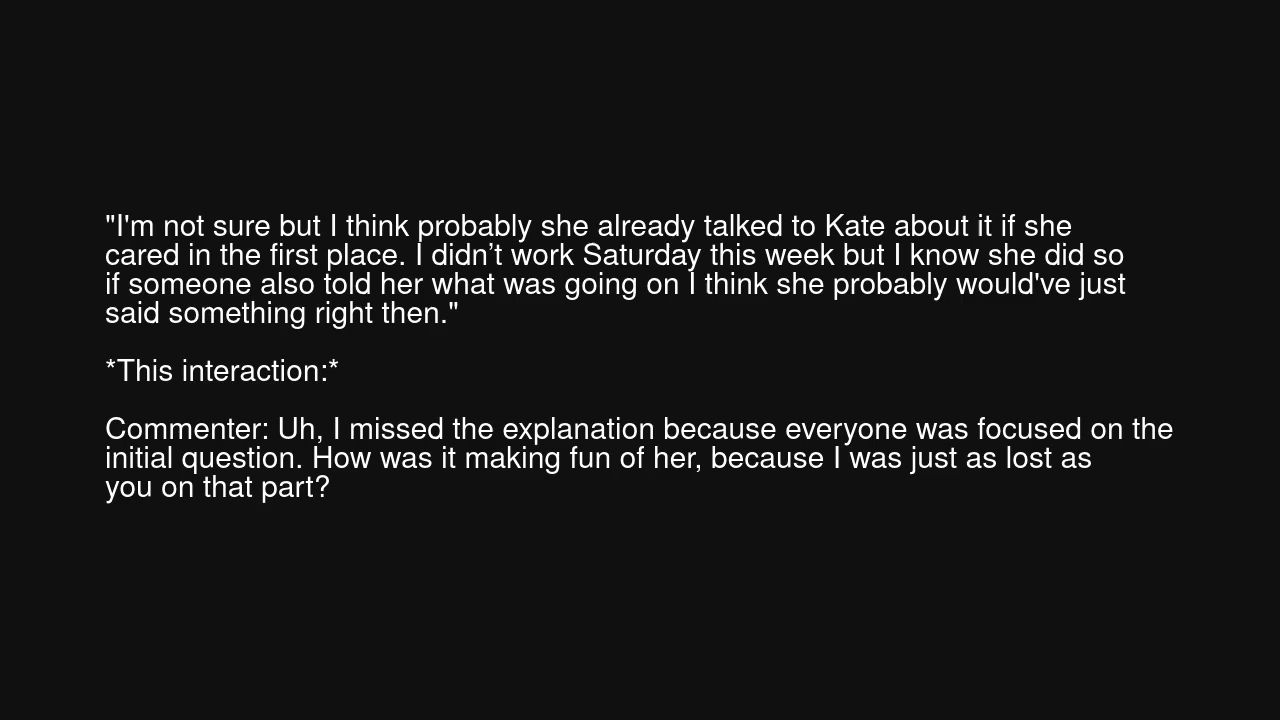 "I'm not sure but I think probably she already talked to Kate about it if she
cared in the first place. I didn’t work Saturday this week but I know she did so
if someone also told her what was going on I think she probably would've just
said something right then."
*This interaction:*
Commenter: Uh, I missed the explanation because everyone was focused on the
initial question. How was it making fun of her, because I was just as lost as
you on that part?